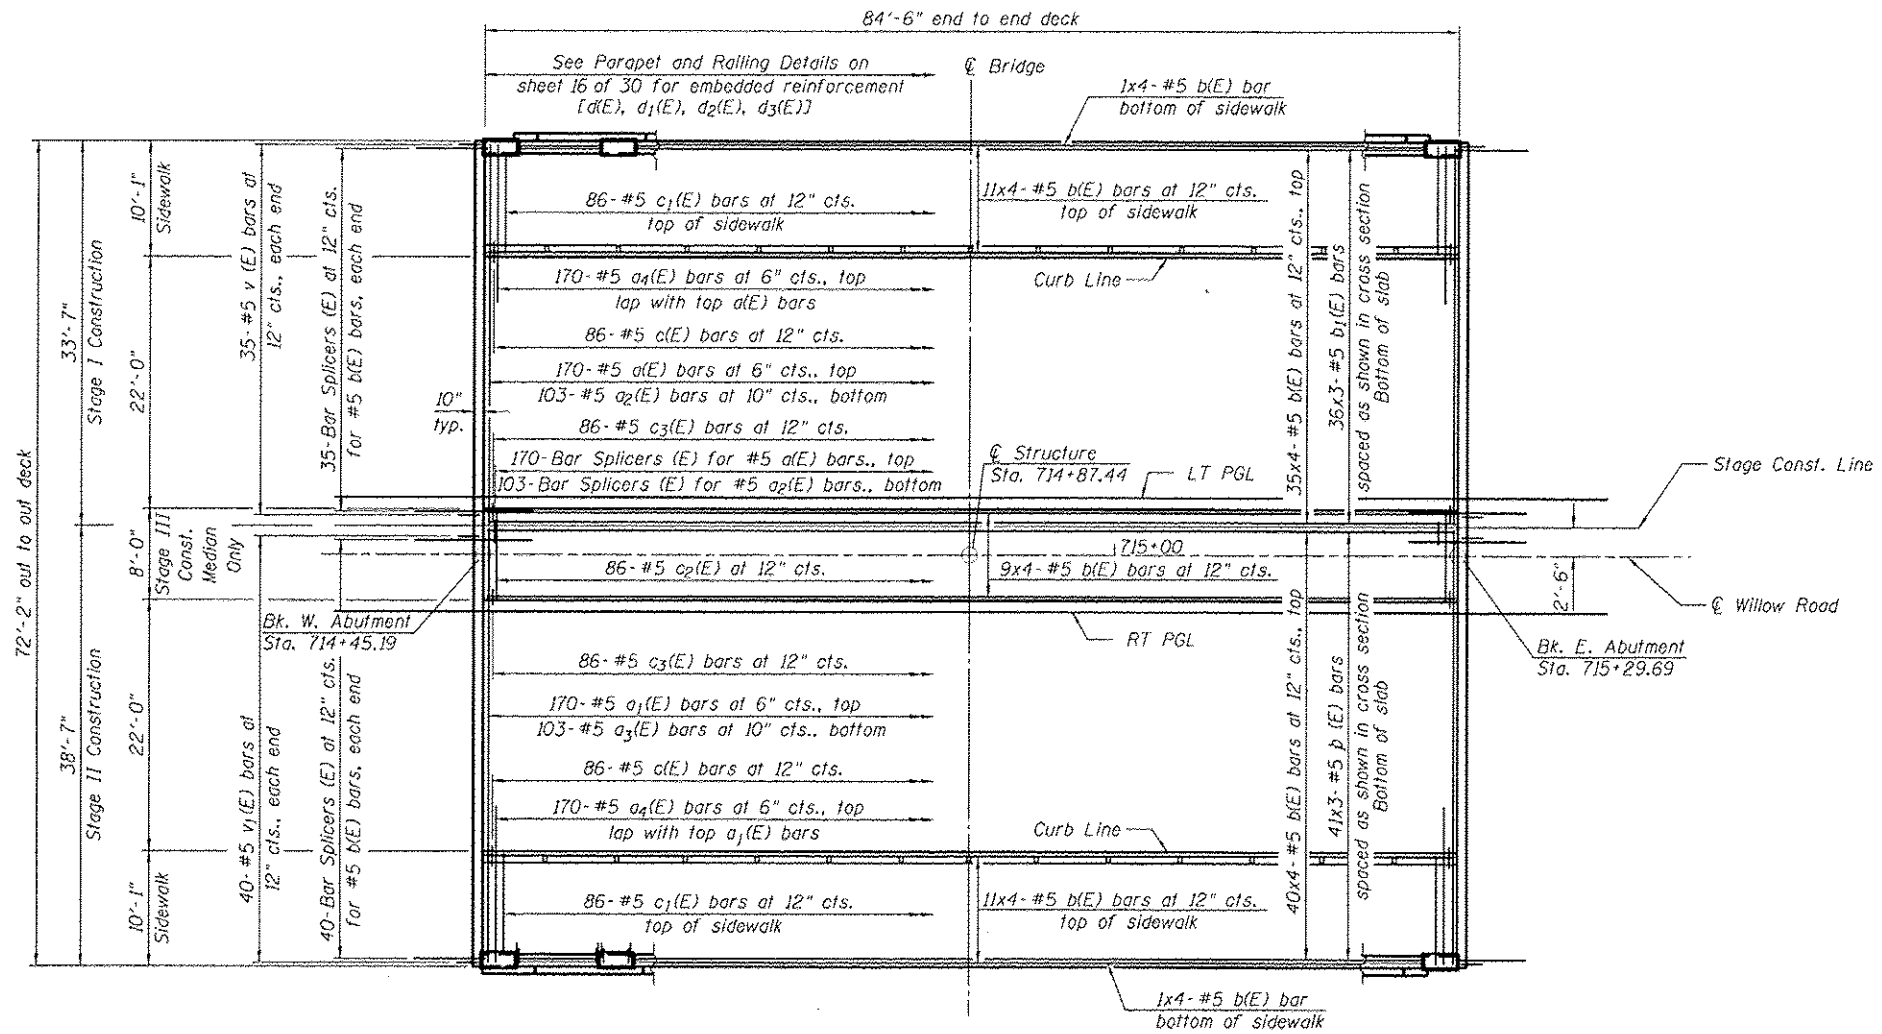 84'-6" end to end deck
See Parapet and Railing Details on
sheet 16 of 30 for embedded reinforcement
[d(E), d1(E), d2(E), d3(E)]
℄ Bridge
1x4-#5 b(E) bar
bottom of sidewalk
72'-2" out to out deck
33'-7"
Stage I Construction
10'-1"
Sidewalk
22'-0"
35-#5 v (E) bars at
12" cts., each end
35-Bar Splicers (E) at 12" cts.
for #5 b(E) bars, each end
86-#5 c1(E) bars at 12" cts.
top of sidewalk
11x4-#5 b(E) bars at 12" cts.
top of sidewalk
170-#5 a4(E) bars at 6" cts., top
lap with top a(E) bars
Curb Line
86-#5 c(E) bars at 12" cts.
170-#5 a(E) bars at 6" cts., top
103-#5 a2(E) bars at 10" cts., bottom
10"
typ.
86-#5 c3(E) bars at 12" cts.
170-Bar Splicers (E) for #5 a(E) bars., top
103-Bar Splicers (E) for #5 a2(E) bars., bottom
℄ Structure
Sta. 714+87.44
LT PGL
35x4-#5 b(E) bars at 12" cts., top
36x3-#5 b1(E) bars
spaced as shown in cross section
Bottom of slab
Stage Const. Line
8'-0"
Stage III
Const.
Median
Only
715+00
86-#5 c2(E) at 12" cts.
9x4-#5 b(E) bars at 12" cts.
2'-6"
℄ Willow Road
Bk. W. Abutment
Sta. 714+45.19
RT PGL
Bk. E. Abutment
Sta. 715+29.69
38'-7"
Stage II Construction
22'-0"
10'-1"
Sidewalk
40-#5 v1(E) bars at
12" cts., each end
40-Bar Splicers (E) at 12" cts.
for #5 b(E) bars, each end
86-#5 c3(E) bars at 12" cts.
170-#5 a1(E) bars at 6" cts., top
103-#5 a3(E) bars at 10" cts., bottom
86-#5 c(E) bars at 12" cts.
170-#5 a4(E) bars at 6" cts., top
lap with top a1(E) bars
Curb Line
40x4-#5 b(E) bars at 12" cts., top
41x3-#5 b (E) bars
spaced as shown in cross section
Bottom of slab
86-#5 c1(E) bars at 12" cts.
top of sidewalk
11x4-#5 b(E) bars at 12" cts.
top of sidewalk
1x4-#5 b(E) bar
bottom of sidewalk